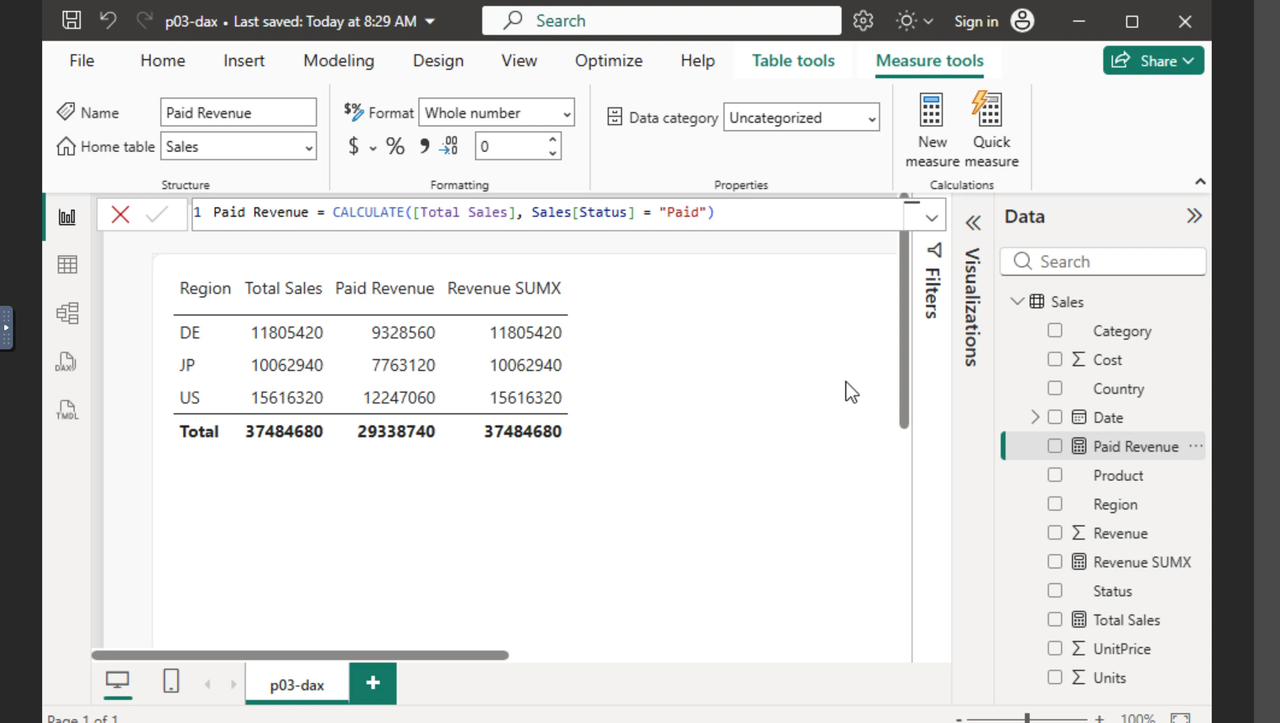 p03-dax • Last saved: Today at 8:29 AM
Search
Sign in
File Home Insert Modeling Design View Optimize Help Table tools Measure tools Share
Name Paid Revenue
Home table Sales
Structure
Format Whole number
$ % 0
Formatting
Data category Uncategorized
Properties
New measure
Quick measure
Calculations
1 Paid Revenue = CALCULATE([Total Sales], Sales[Status] = "Paid")
Region Total Sales Paid Revenue Revenue SUMX
DE 11805420 9328560 11805420
JP 10062940 7763120 10062940
US 15616320 12247060 15616320
Total 37484680 29338740 37484680
DAX
TMDL
Filters
Visualizations
Data
Search
Sales
Category
Σ Cost
Country
Date
Paid Revenue ...
Product
Region
Σ Revenue
Revenue SUMX
Status
Total Sales
Σ UnitPrice
Σ Units
p03-dax +
Page 1 of 1
- + 100%